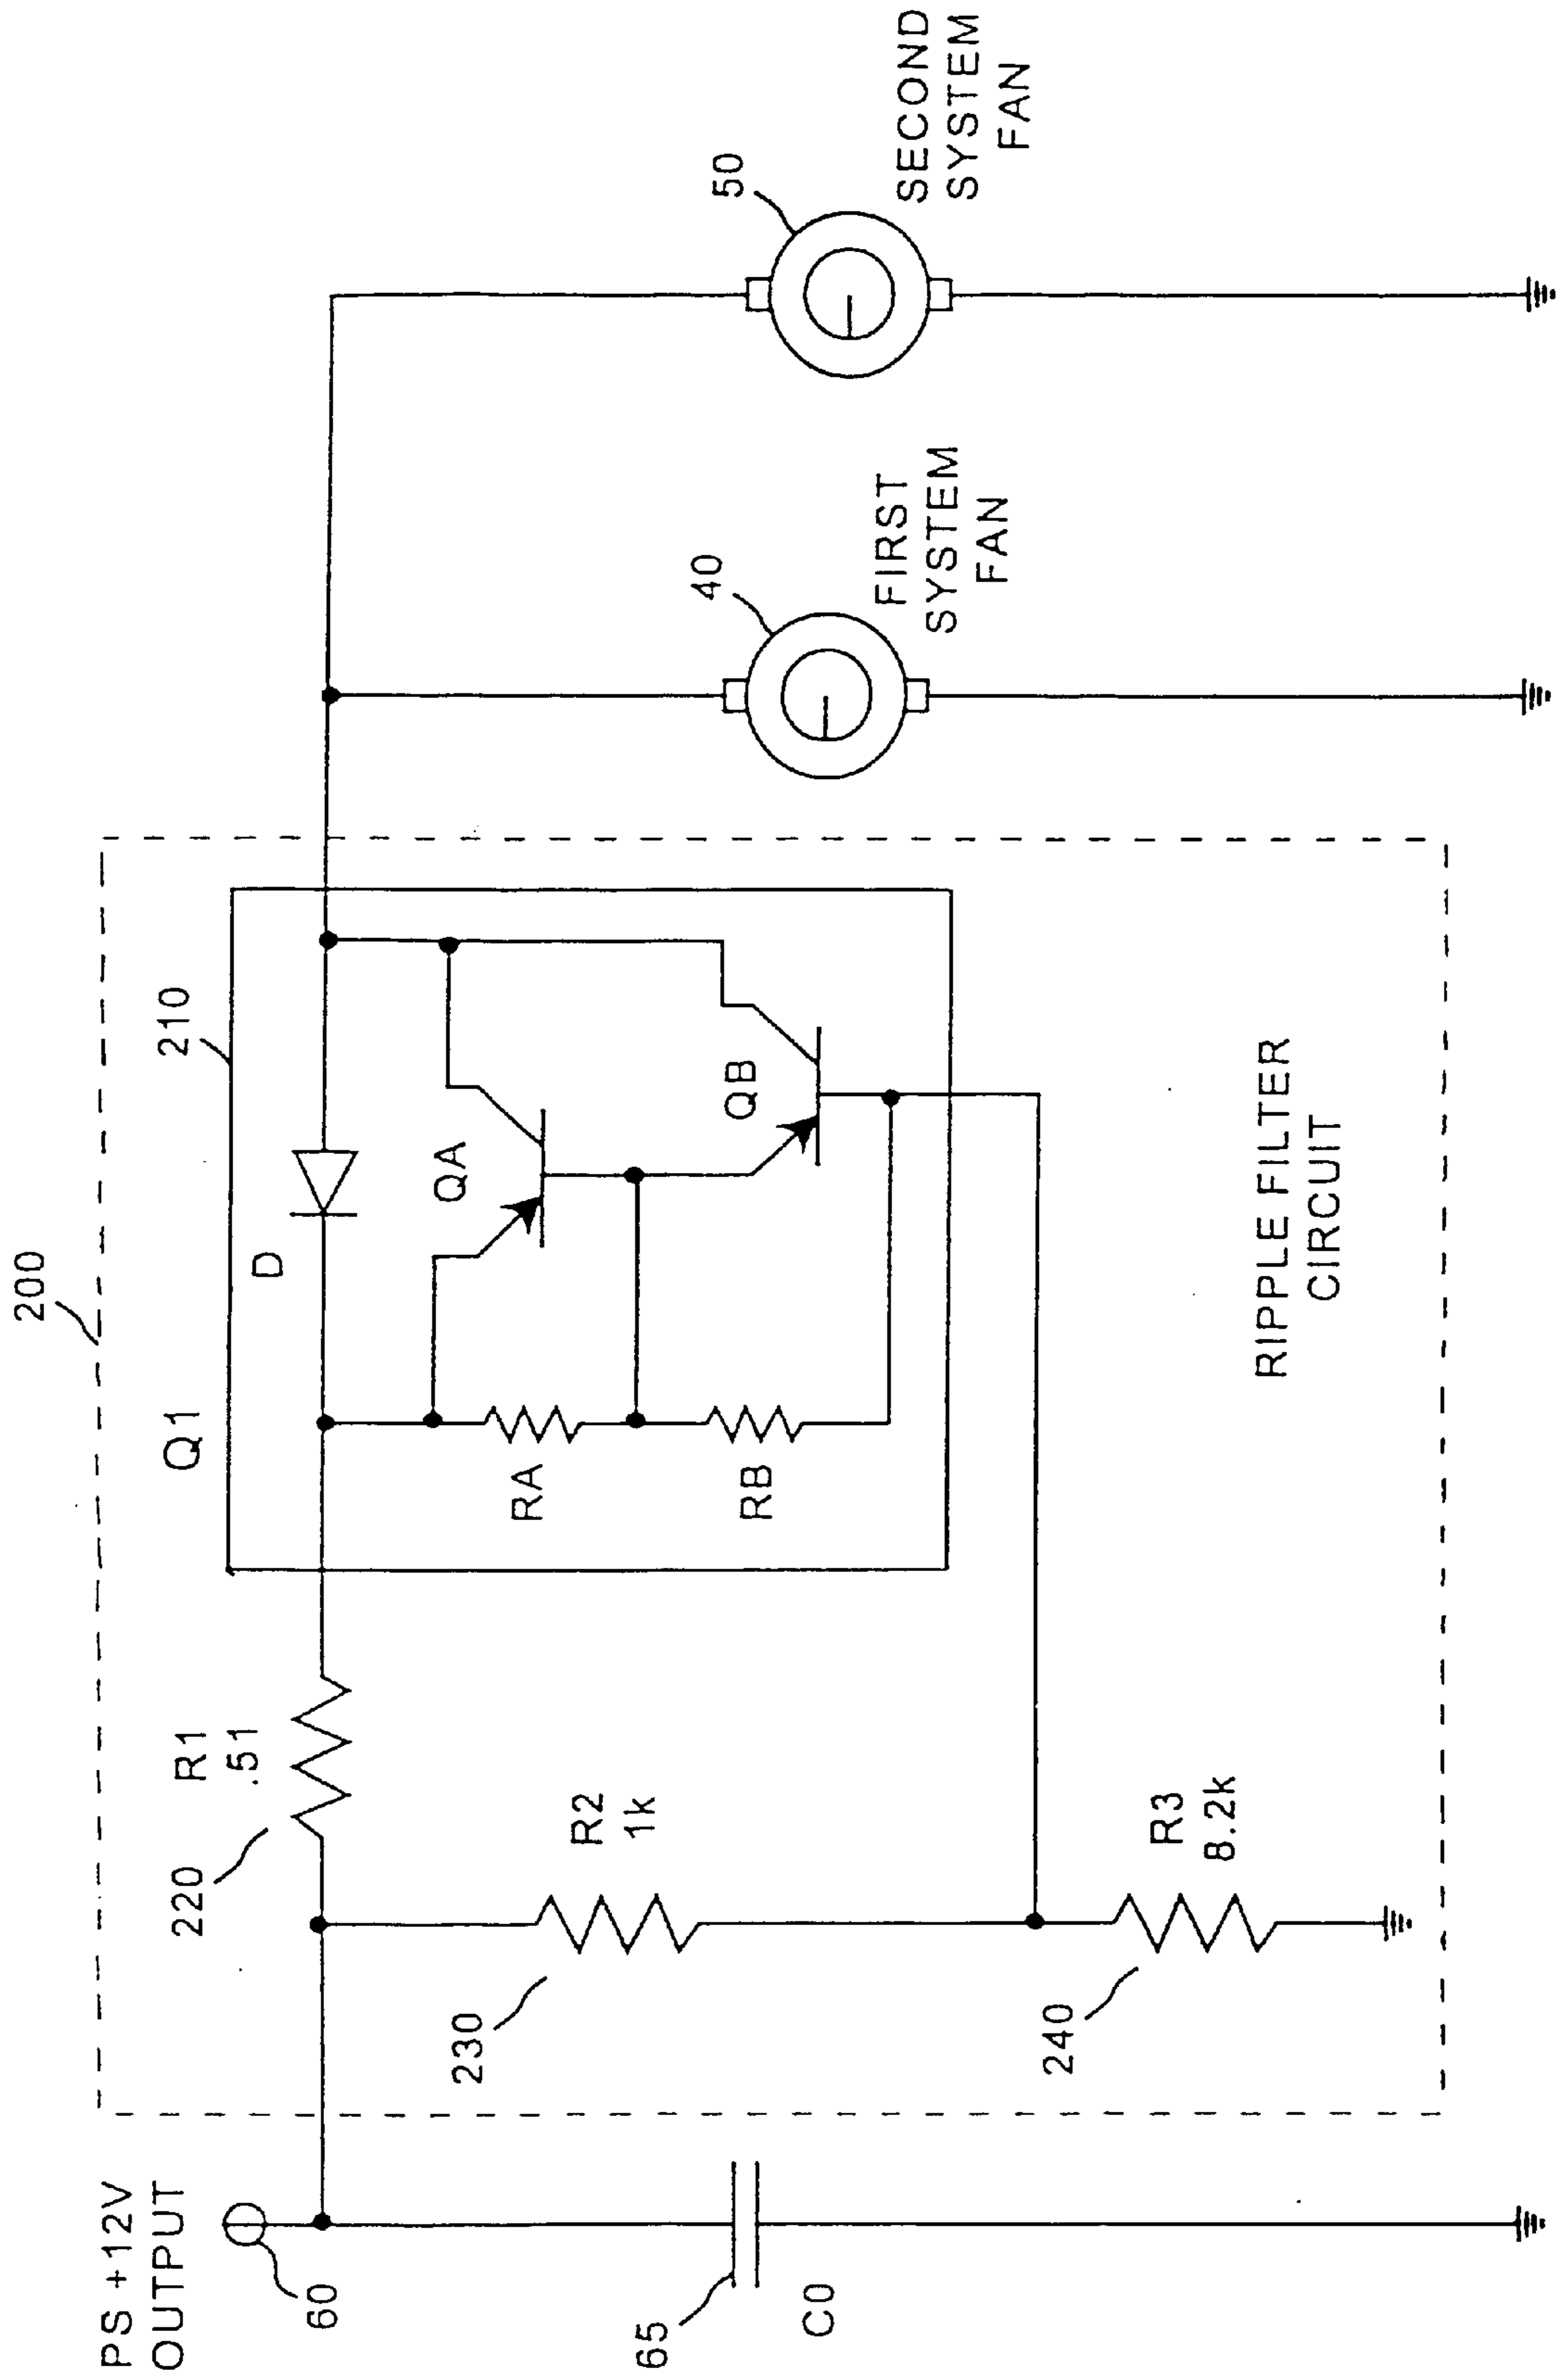 PS +12V
OUTPUT
60
65
C0
200
220
R1
.51
230
R2
1k
240
R3
8.2k
Q1
210
D
QA
QB
RA
RB
RIPPLE FILTER
CIRCUIT
40
FIRST
SYSTEM
FAN
50
SECOND
SYSTEM
FAN